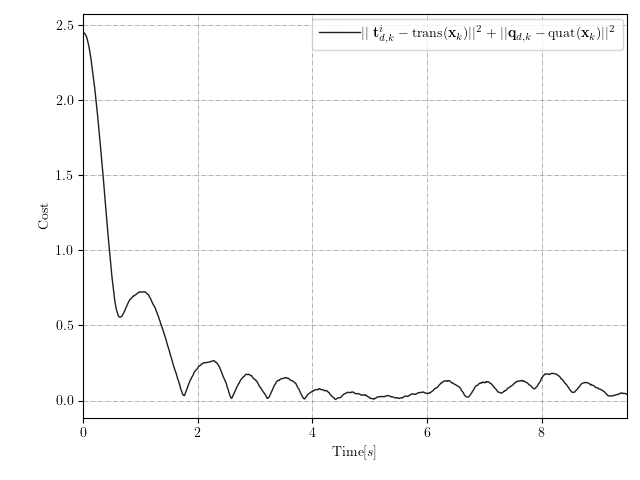 || t^i_{d,k} − trans(x_k)||² + ||q_{d,k} − quat(x_k)||²
2.5
2.0
1.5
1.0
0.5
0.0
Cost
0 2 4 6 8
Time[s]